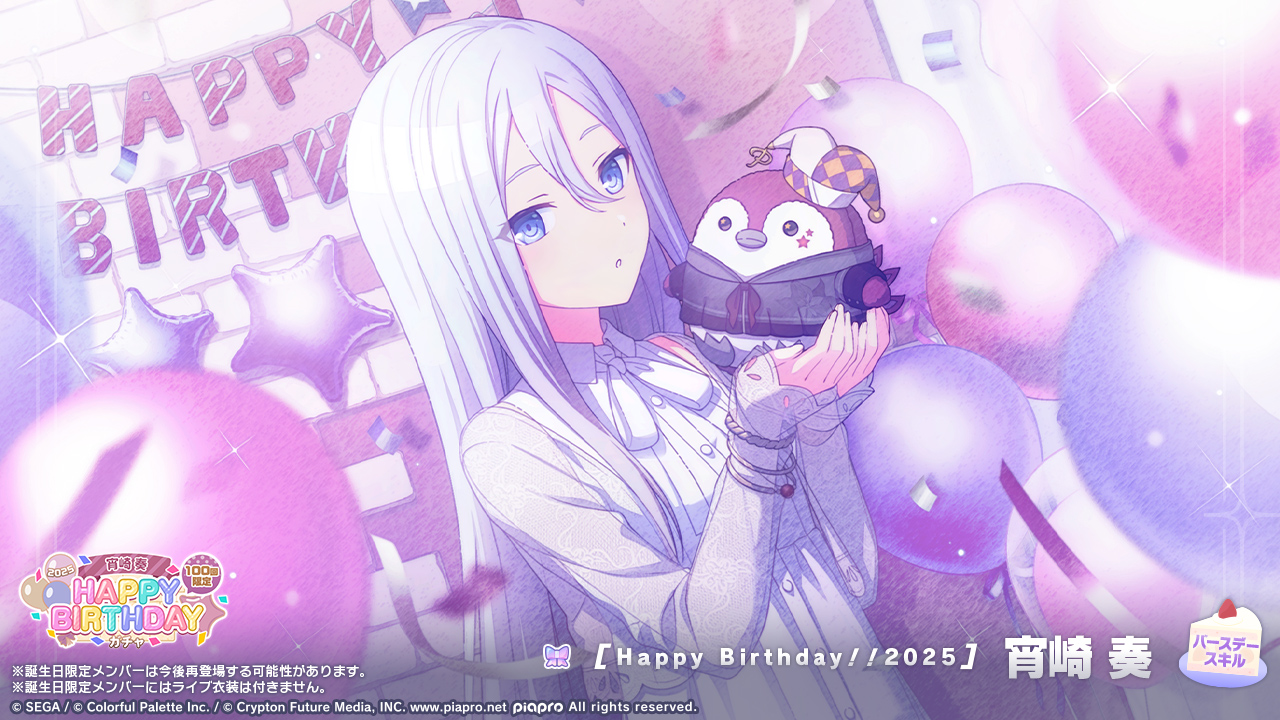 HAPPY
BIRTH
2025
宵崎 奏
100回
限定
HAPPY
BIRTHDAY
ガチャ
[Happy Birthday!!2025] 宵崎 奏
バースデー
スキル
※誕生日限定メンバーは今後再登場する可能性があります。
※誕生日限定メンバーにはライブ衣装は付きません。
© SEGA / © Colorful Palette Inc. / © Crypton Future Media, INC. www.piapro.net piapro All rights reserved.